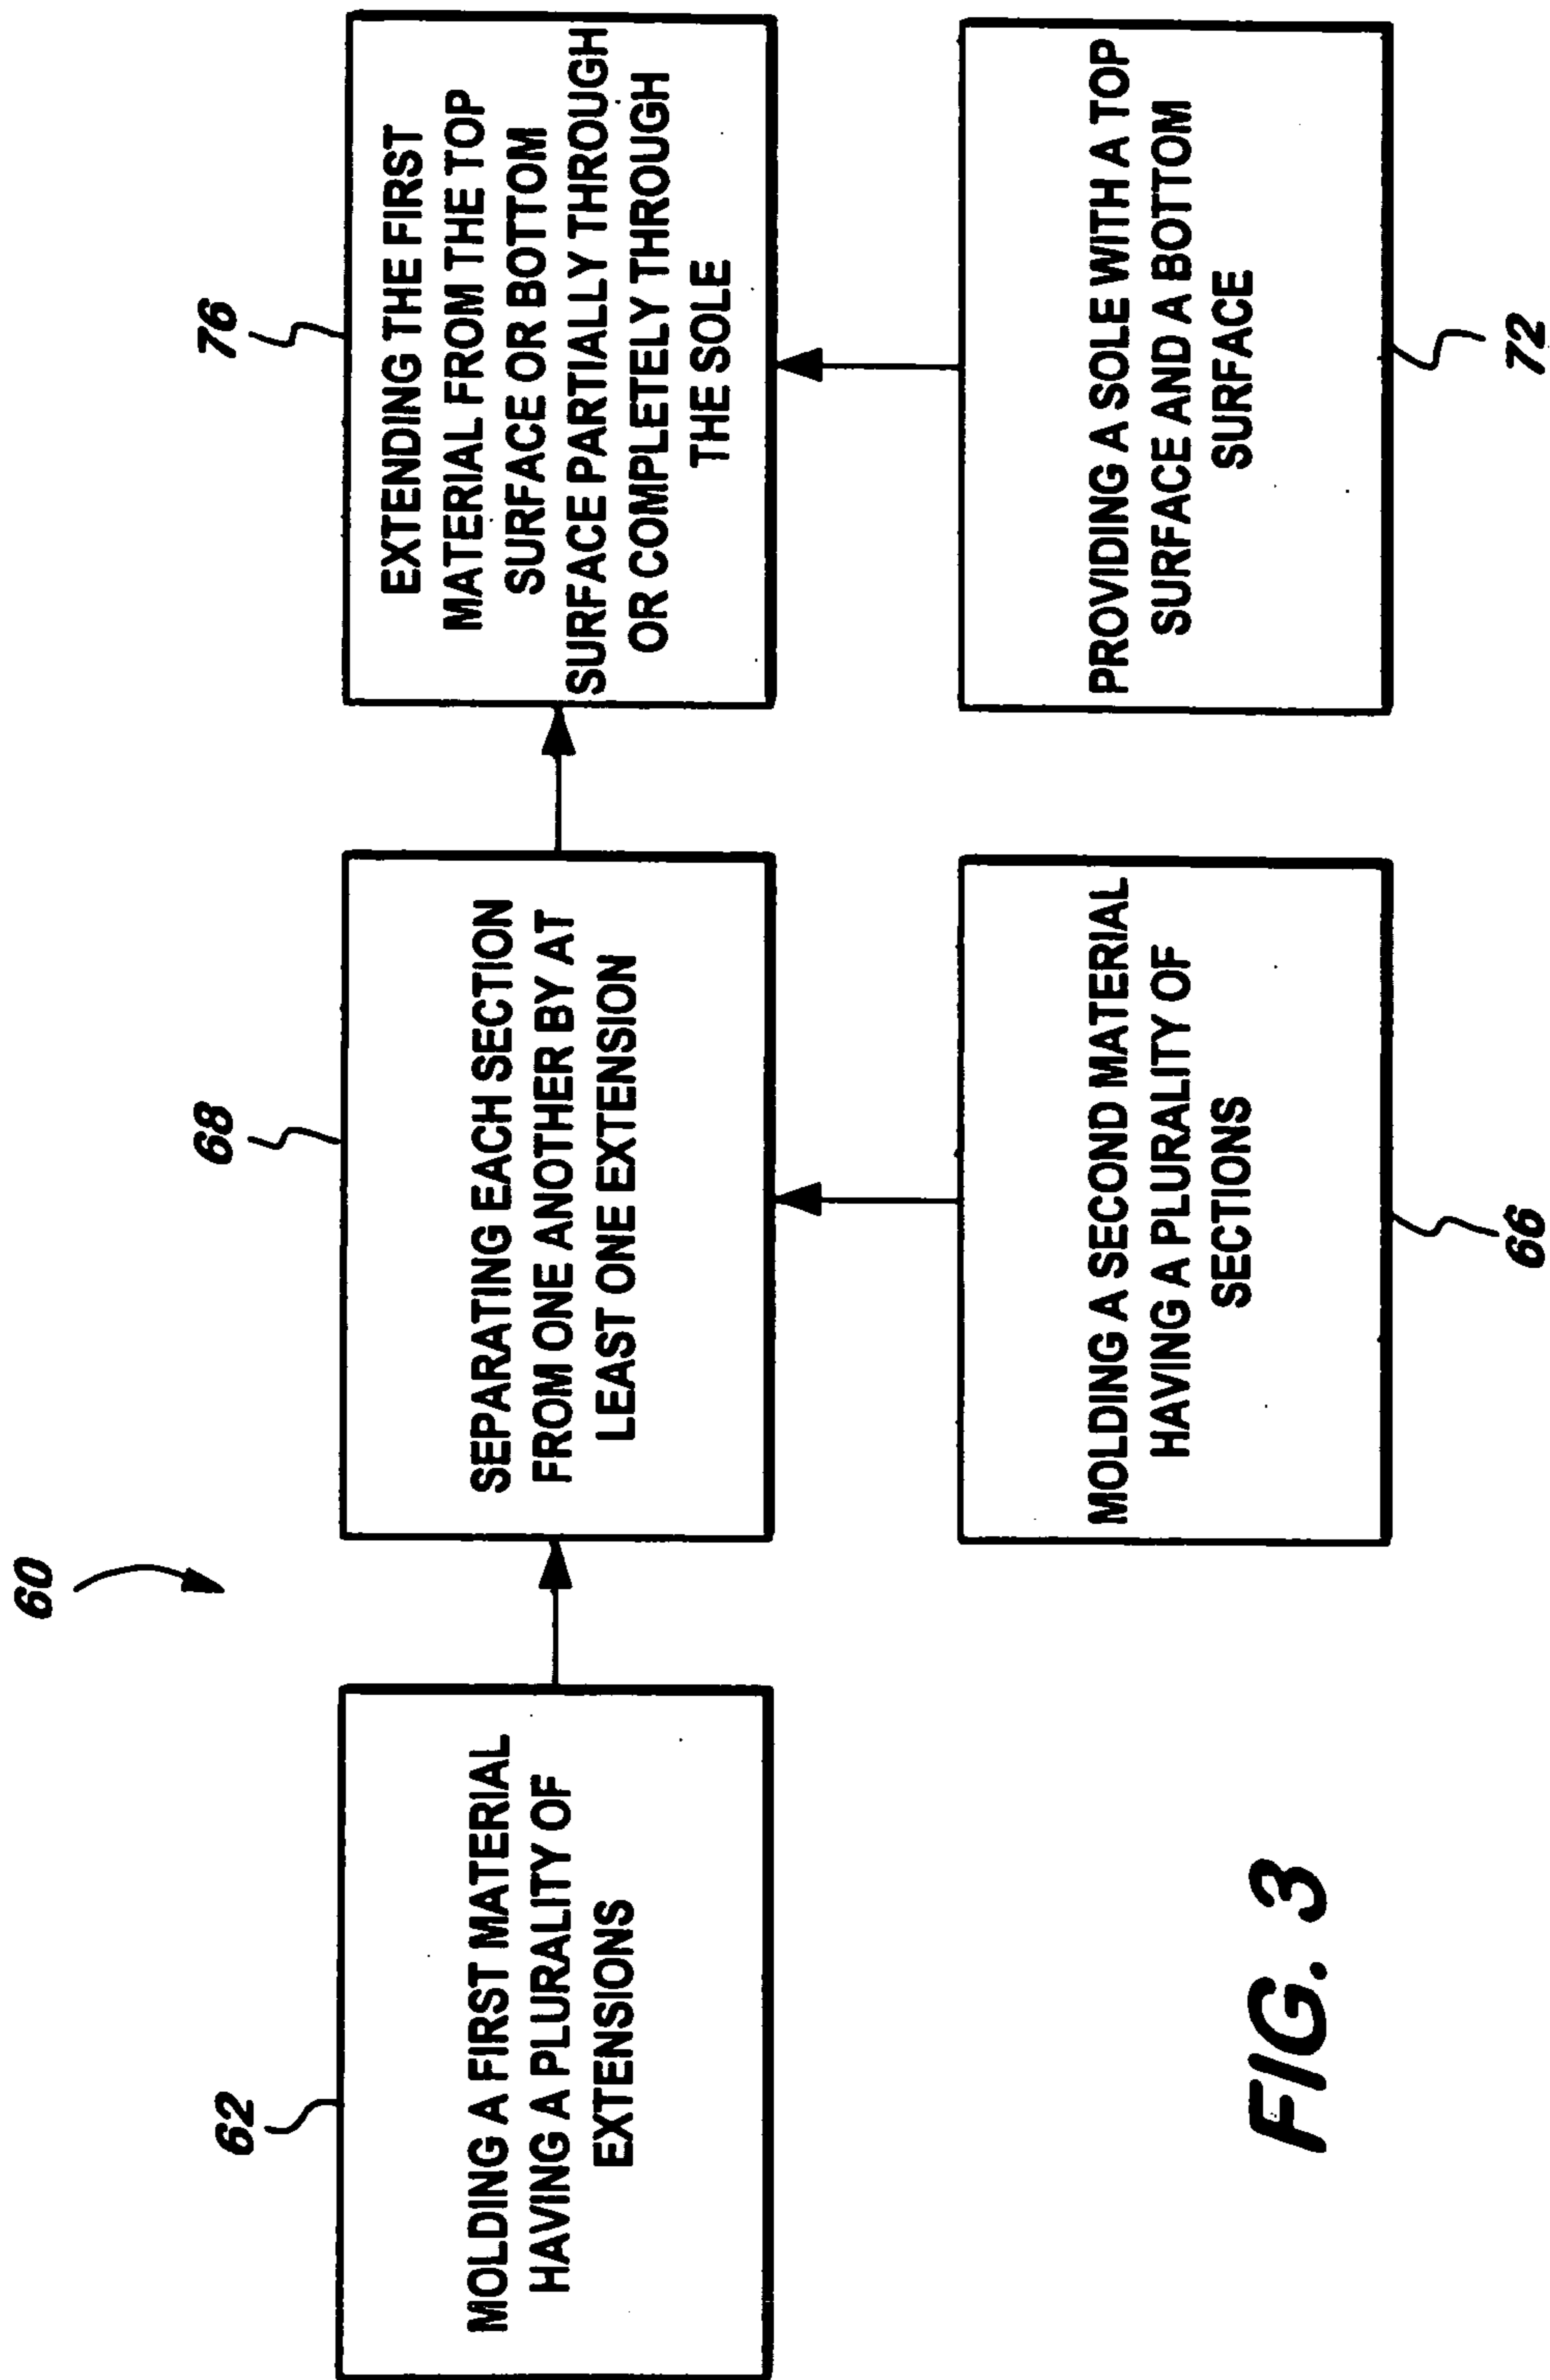 60
62
MOLDING A FIRST MATERIAL
HAVING A PLURALITY OF
EXTENSIONS
68
SEPARATING EACH SECTION
FROM ONE ANOTHER BY AT
LEAST ONE EXTENSION
76
EXTENDING THE FIRST
MATERIAL FROM THE TOP
SURFACE OR BOTTOM
SURFACE PARTIALLY THROUGH
OR COMPLETELY THROUGH
THE SOLE
MOLDING A SECOND MATERIAL
HAVING A PLURALITY OF
SECTIONS
66
PROVIDING A SOLE WITH A TOP
SURFACE AND A BOTTOM
SURFACE
72
FIG. 3